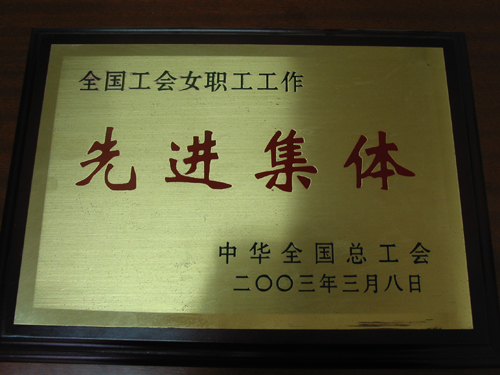 全国工会女职工工作
先进集体
中华全国总工会
二〇〇三年三月八日